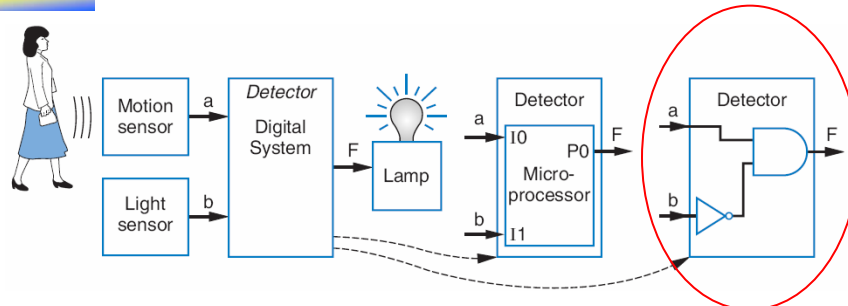 Motion
sensor
a
Light
sensor
b
Detector
Digital
System
F
Lamp
Detector
a
I0
P0
F
Micro-
processor
b
I1
Detector
a
F
b